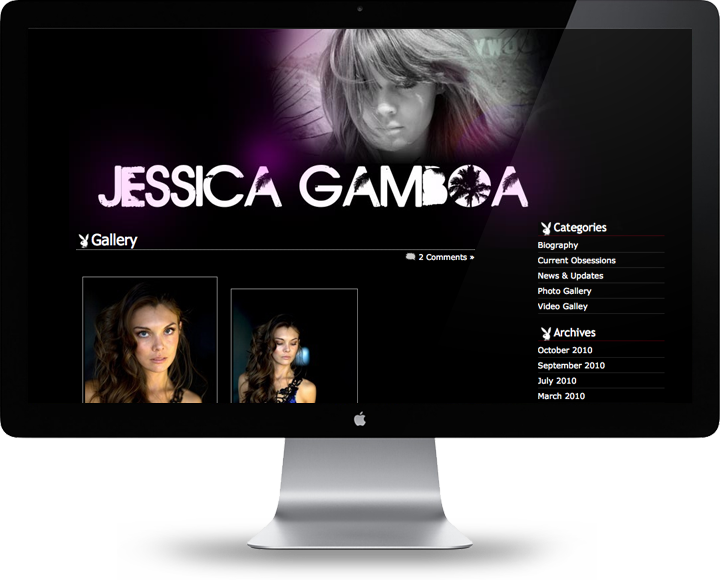 JESSICA GAMBOA
Gallery
2 Comments »
Categories
Biography
Current Obsessions
News & Updates
Photo Gallery
Video Galley
Archives
October 2010
September 2010
July 2010
March 2010